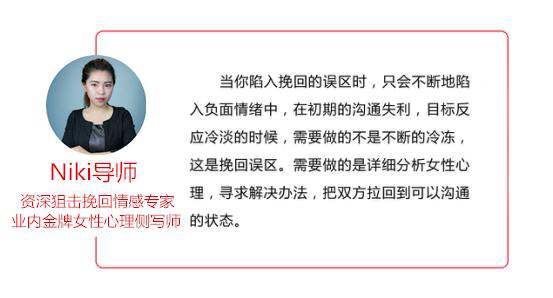 当你陷入挽回的误区时，只会不断地陷
入负面情绪中，在初期的沟通失利，目标反
应冷淡的时候，需要做的不是不断的冷冻，
这是挽回误区。需要做的是详细分析女性心
理，寻求解决办法，把双方拉回到可以沟通
的状态。
Niki导师
资深狙击挽回情感专家
业内金牌女性心理侧写师